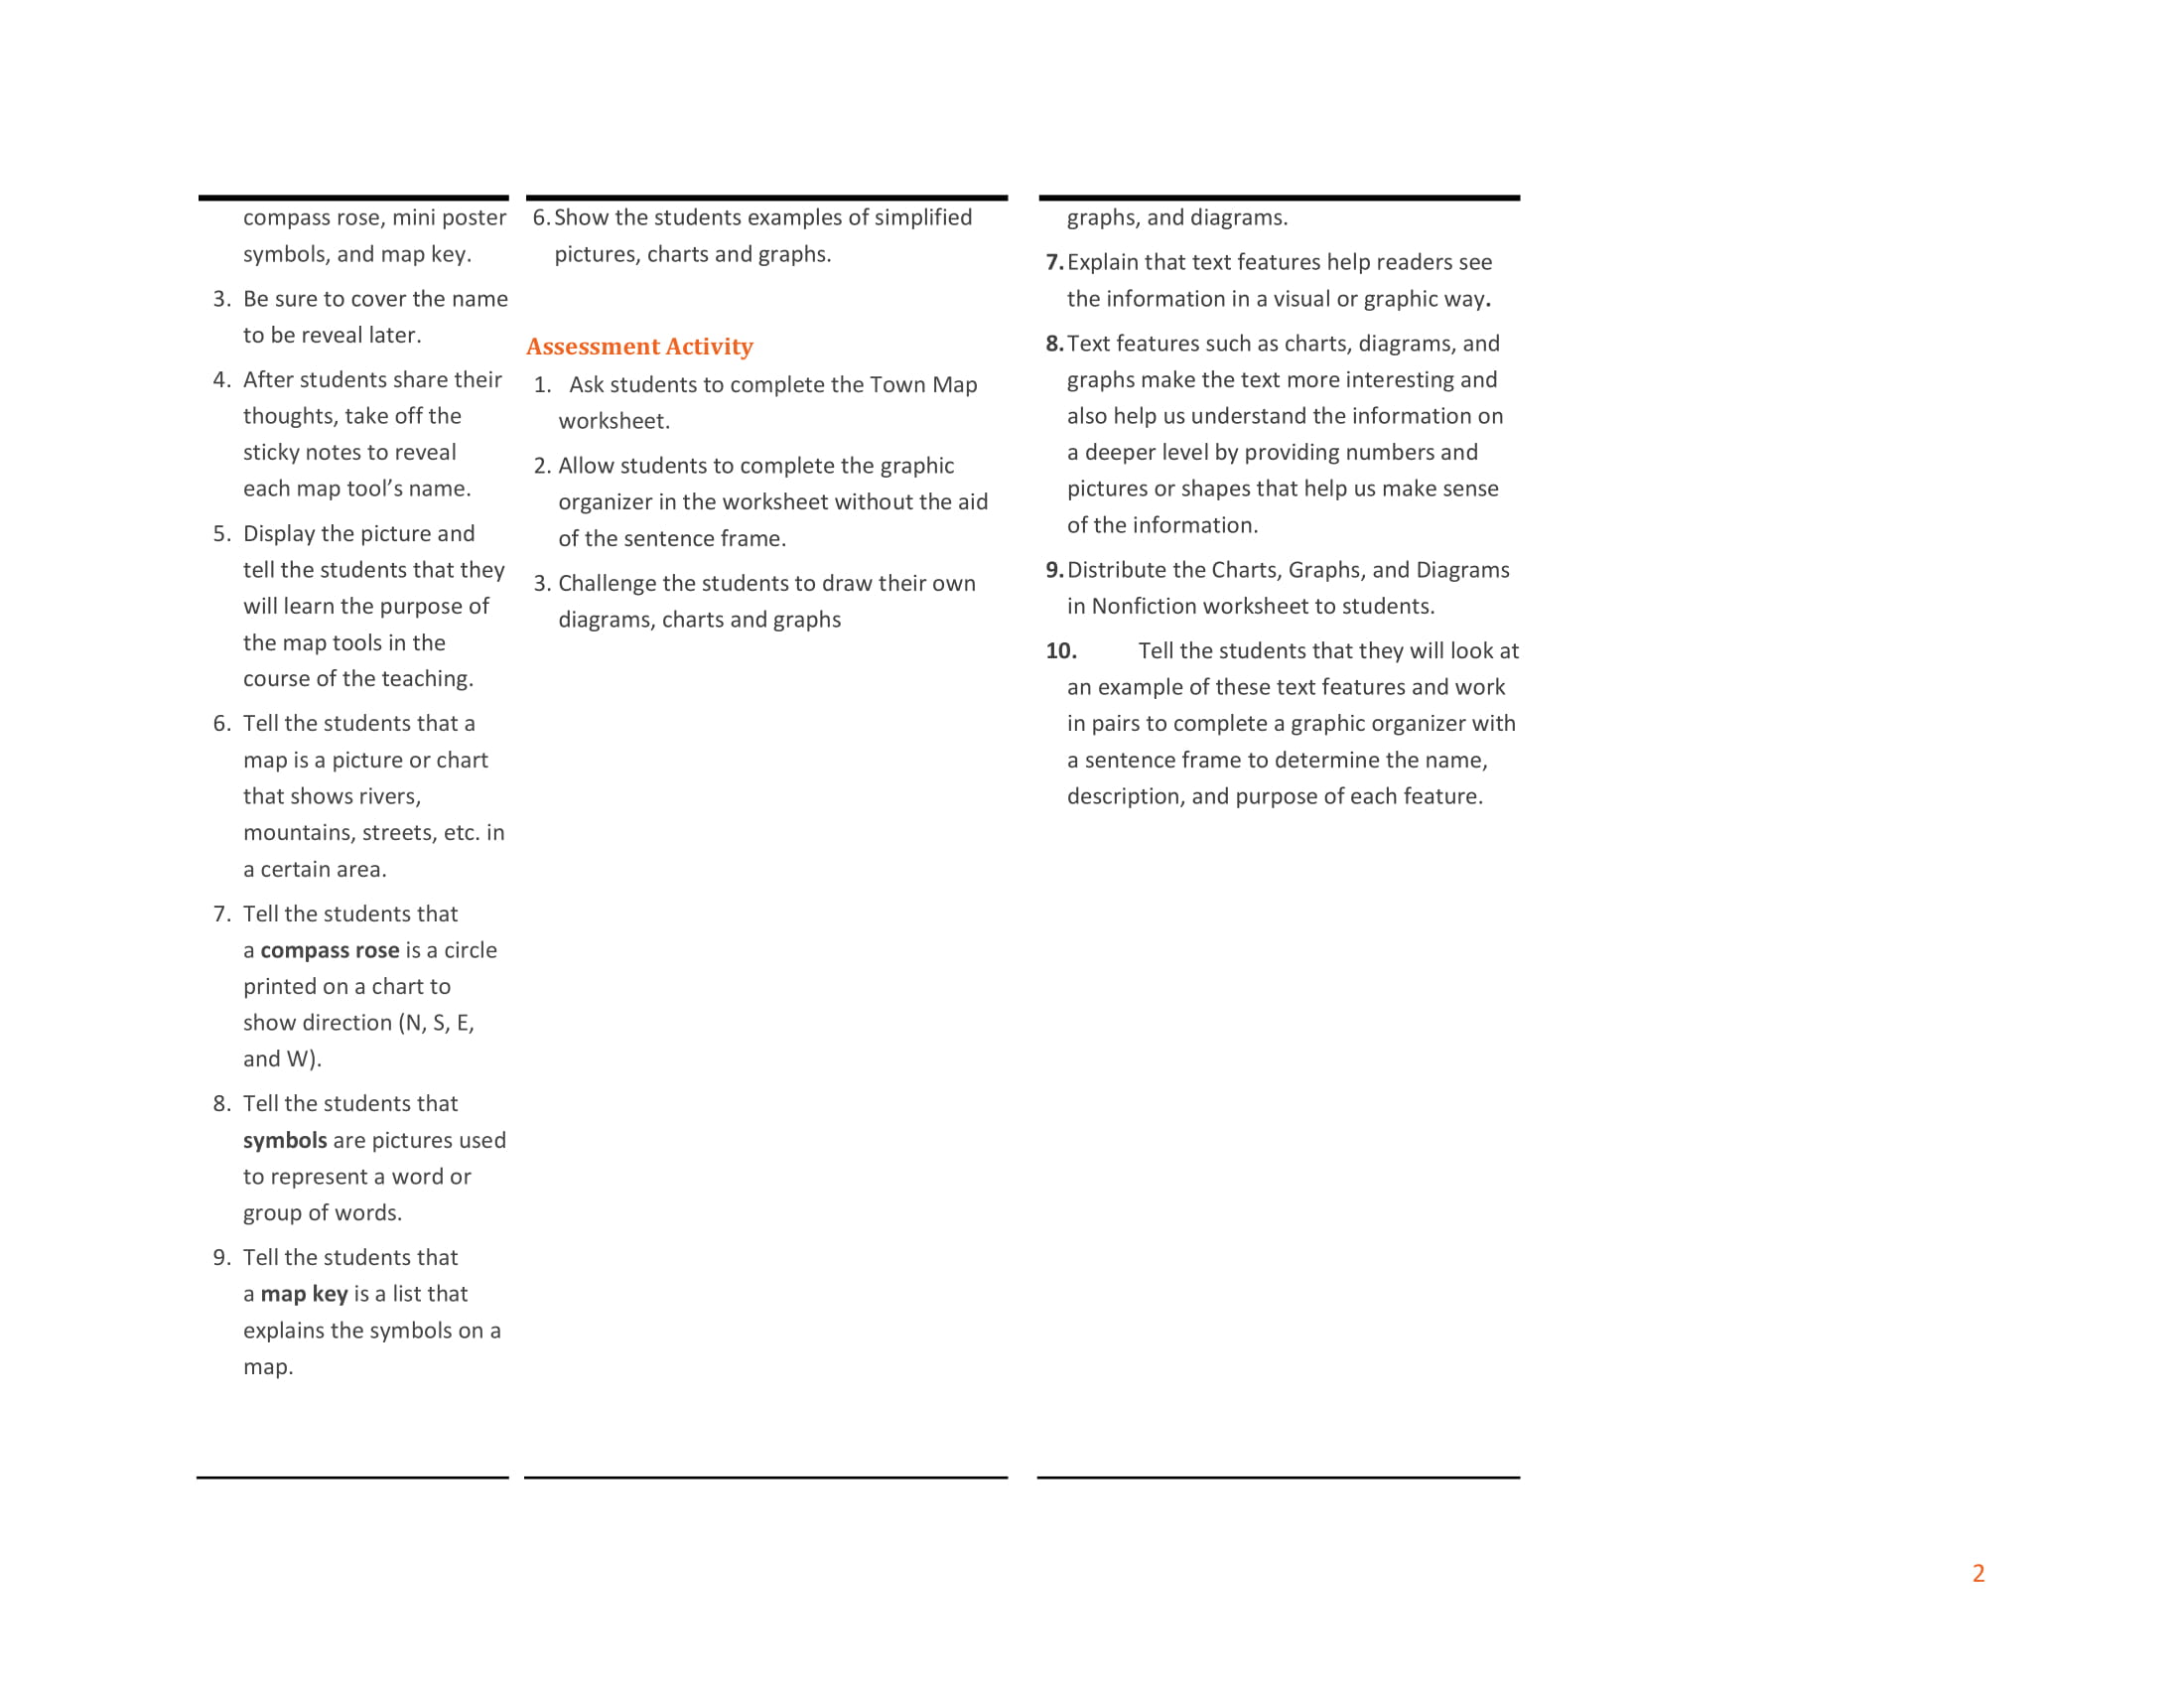 compass rose, mini poster
symbols, and map key.
3. Be sure to cover the name
to be reveal later.
4. After students share their
thoughts, take off the
sticky notes to reveal
each map tool’s name.
5. Display the picture and
tell the students that they
will learn the purpose of
the map tools in the
course of the teaching.
6. Tell the students that a
map is a picture or chart
that shows rivers,
mountains, streets, etc. in
a certain area.
7. Tell the students that
a compass rose is a circle
printed on a chart to
show direction (N, S, E,
and W).
8. Tell the students that
symbols are pictures used
to represent a word or
group of words.
9. Tell the students that
a map key is a list that
explains the symbols on a
map.
6. Show the students examples of simplified
pictures, charts and graphs.
Assessment Activity
1. Ask students to complete the Town Map
worksheet.
2. Allow students to complete the graphic
organizer in the worksheet without the aid
of the sentence frame.
3. Challenge the students to draw their own
diagrams, charts and graphs
graphs, and diagrams.
7. Explain that text features help readers see
the information in a visual or graphic way.
8. Text features such as charts, diagrams, and
graphs make the text more interesting and
also help us understand the information on
a deeper level by providing numbers and
pictures or shapes that help us make sense
of the information.
9. Distribute the Charts, Graphs, and Diagrams
in Nonfiction worksheet to students.
10. Tell the students that they will look at
an example of these text features and work
in pairs to complete a graphic organizer with
a sentence frame to determine the name,
description, and purpose of each feature.
2